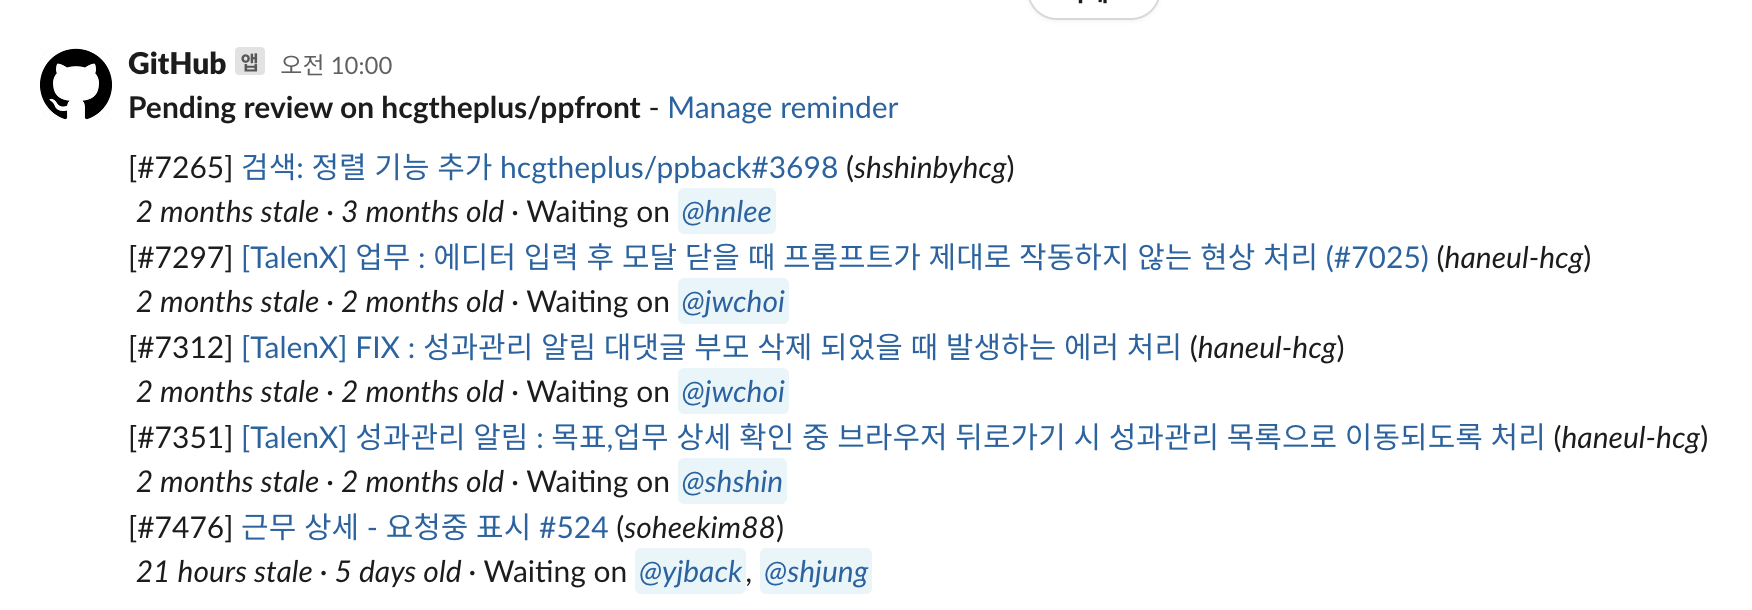 GitHub 앱 오전 10:00
Pending review on hcgtheplus/ppfront - Manage reminder
[#7265] 검색: 정렬 기능 추가 hcgtheplus/ppback#3698 (shshinbyhcg)
2 months stale · 3 months old · Waiting on @hnlee
[#7297] [TalenX] 업무 : 에디터 입력 후 모달 닫을 때 프롬프트가 제대로 작동하지 않는 현상 처리 (#7025) (haneul-hcg)
2 months stale · 2 months old · Waiting on @jwchoi
[#7312] [TalenX] FIX : 성과관리 알림 대댓글 부모 삭제 되었을 때 발생하는 에러 처리 (haneul-hcg)
2 months stale · 2 months old · Waiting on @jwchoi
[#7351] [TalenX] 성과관리 알림 : 목표,업무 상세 확인 중 브라우저 뒤로가기 시 성과관리 목록으로 이동되도록 처리 (haneul-hcg)
2 months stale · 2 months old · Waiting on @shshin
[#7476] 근무 상세 - 요청중 표시 #524 (soheekim88)
21 hours stale · 5 days old · Waiting on @yjback, @shjung